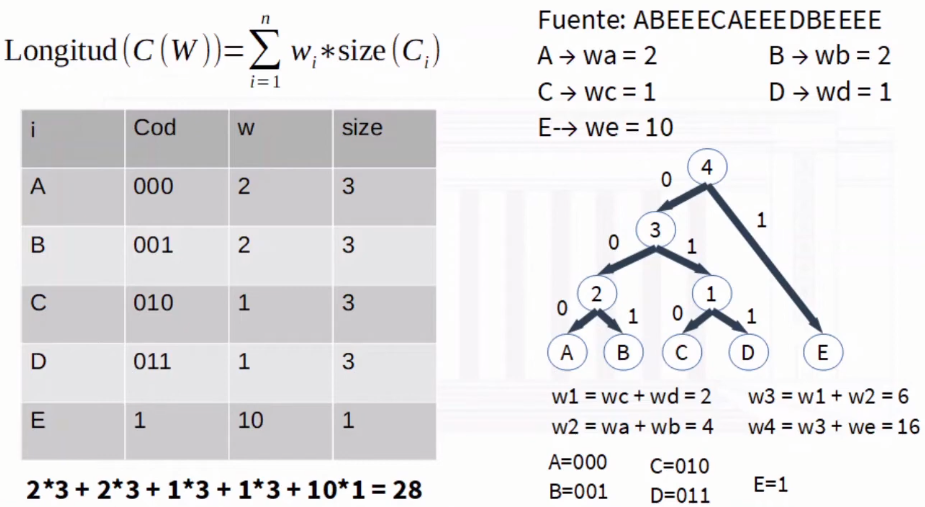 Longitud(C(W))=∑ w_i*size(C_i)
n
i=1
i Cod w size
A 000 2 3
B 001 2 3
C 010 1 3
D 011 1 3
E 1 10 1
2*3 + 2*3 + 1*3 + 1*3 + 10*1 = 28
Fuente: ABEEECAEEEDBEEEE
A → wa = 2 B → wb = 2
C → wc = 1 D → wd = 1
E-→ we = 10
4
0 1
3
0 1
2 1
0 1 0 1
A B C D E
w1 = wc + wd = 2 w3 = w1 + w2 = 6
w2 = wa + wb = 4 w4 = w3 + we = 16
A=000 C=010 E=1
B=001 D=011